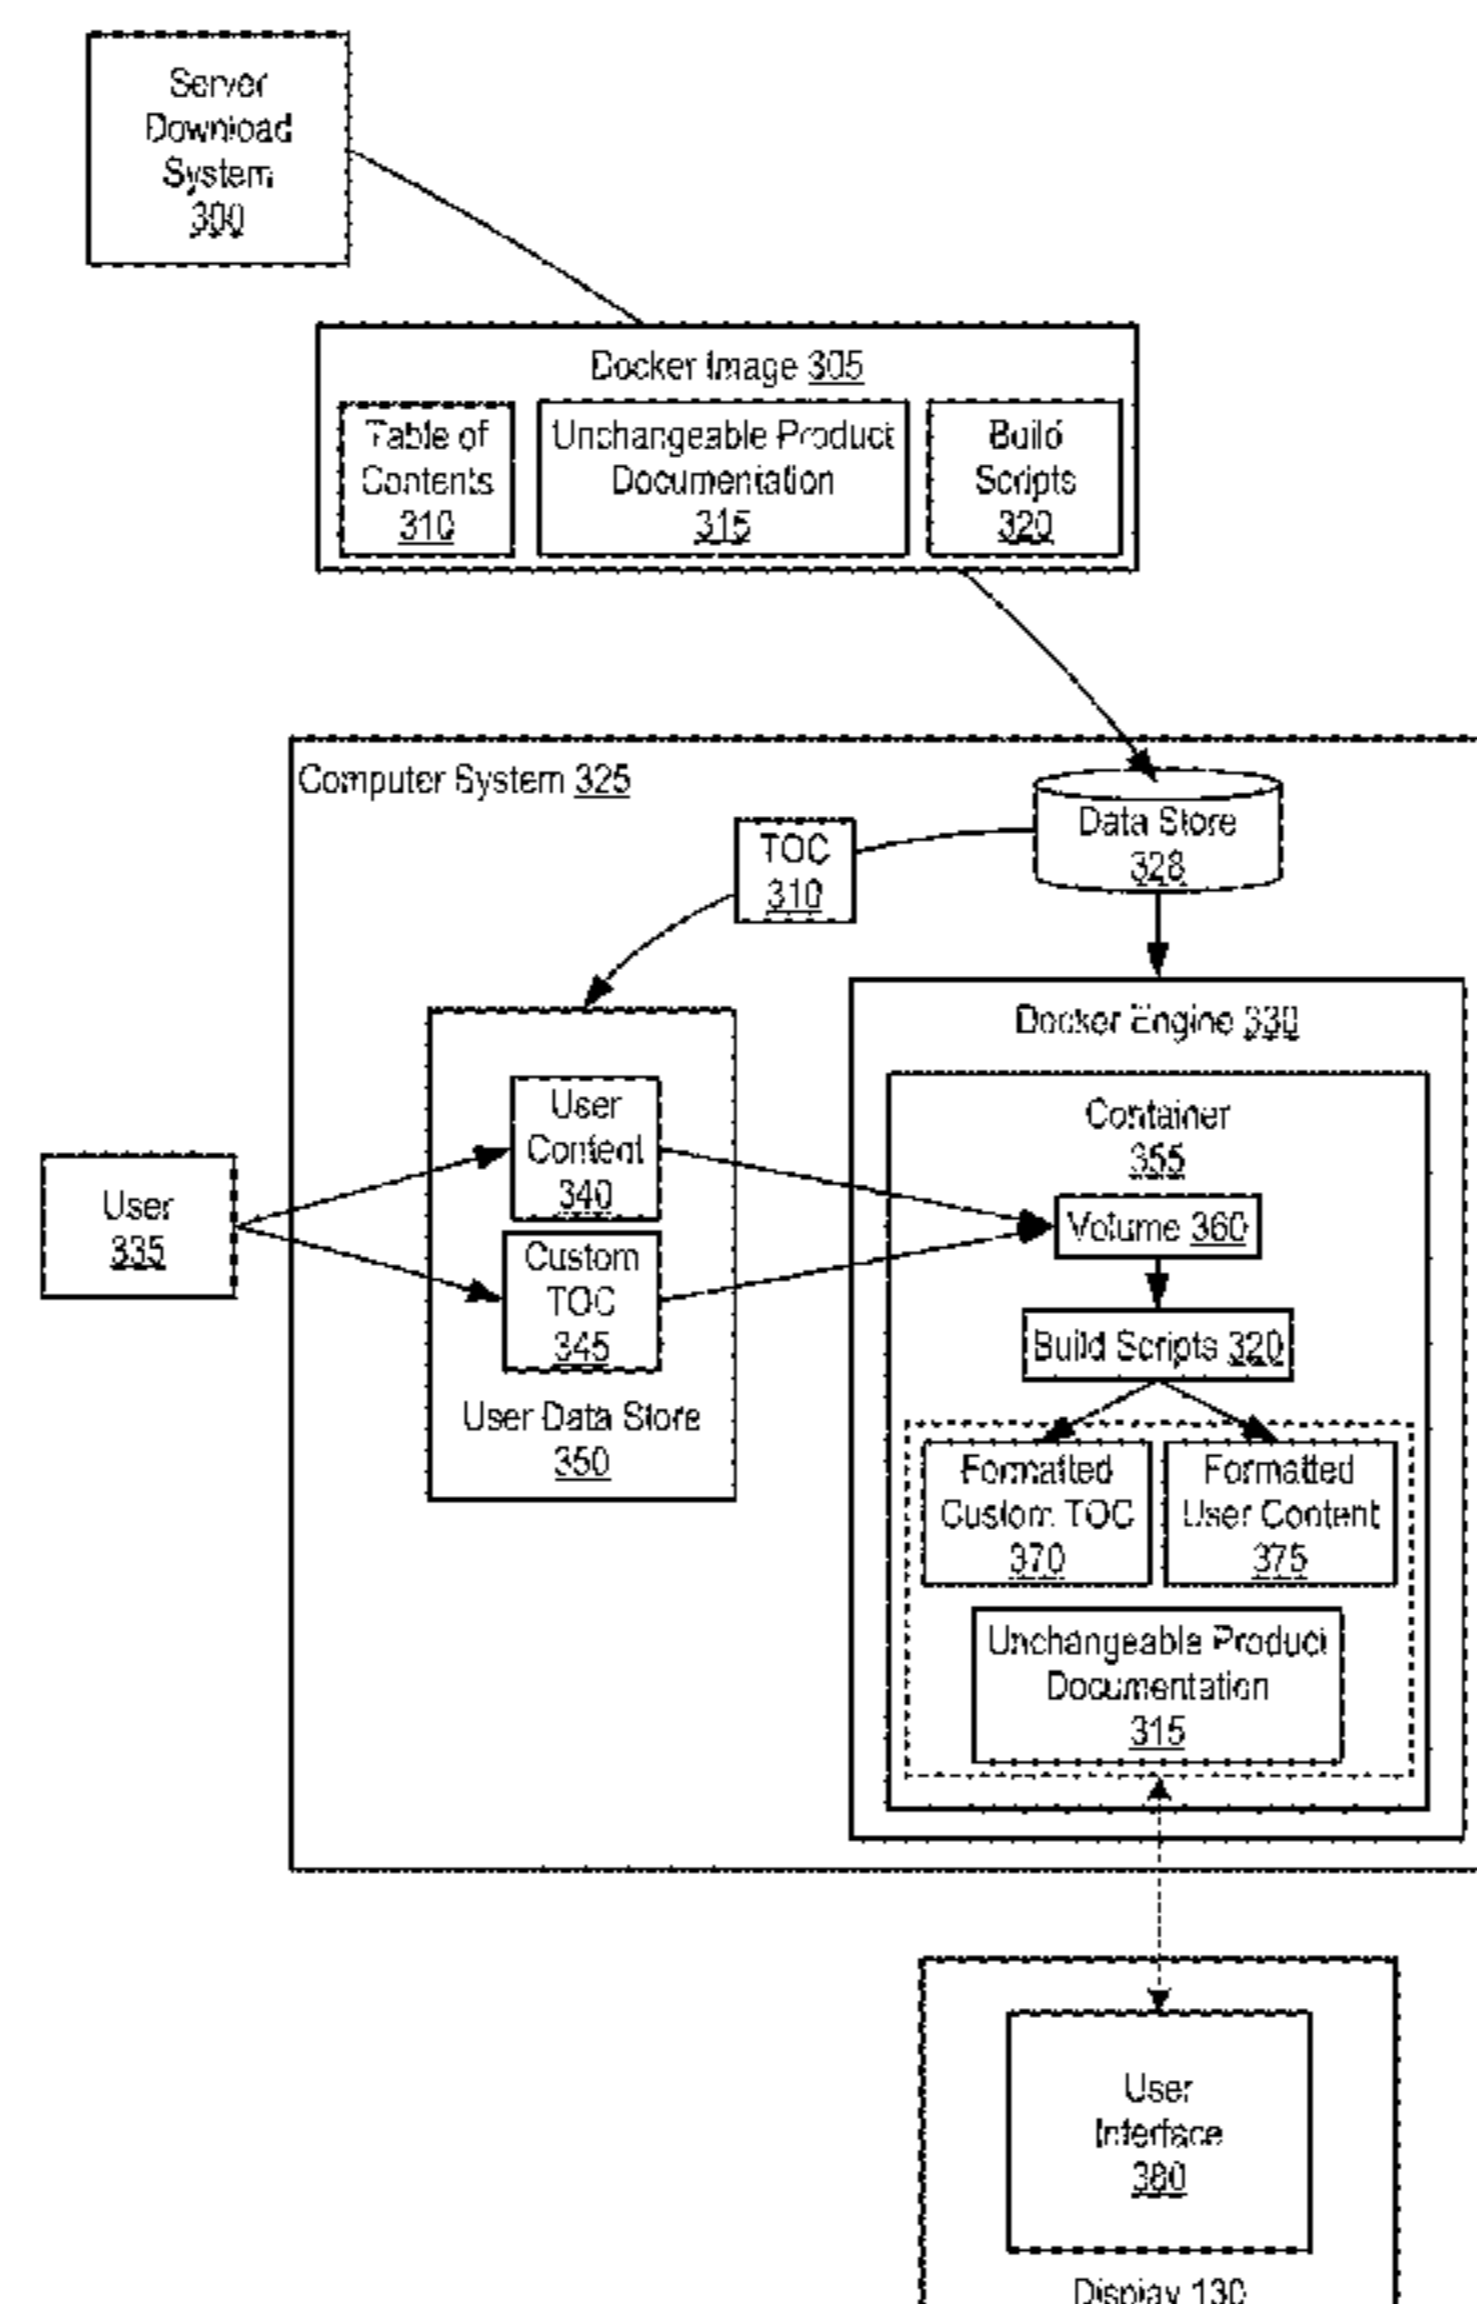 Server
Download
System
300
Docker Image 305
Table of
Contents
310
Unchangeable Product
Documentation
315
Build
Scripts
320
Computer System 325
Data Store
328
TOC
310
Docker Engine 330
Container
355
User
Content
340
User
335
Volume 360
Custom
TOC
345
Build Scripts 320
User Data Store
350
Formatted
Custom TOC
370
Formatted
User Content
375
Unchangeable Product
Documentation
315
User
Interface
380
Display 130